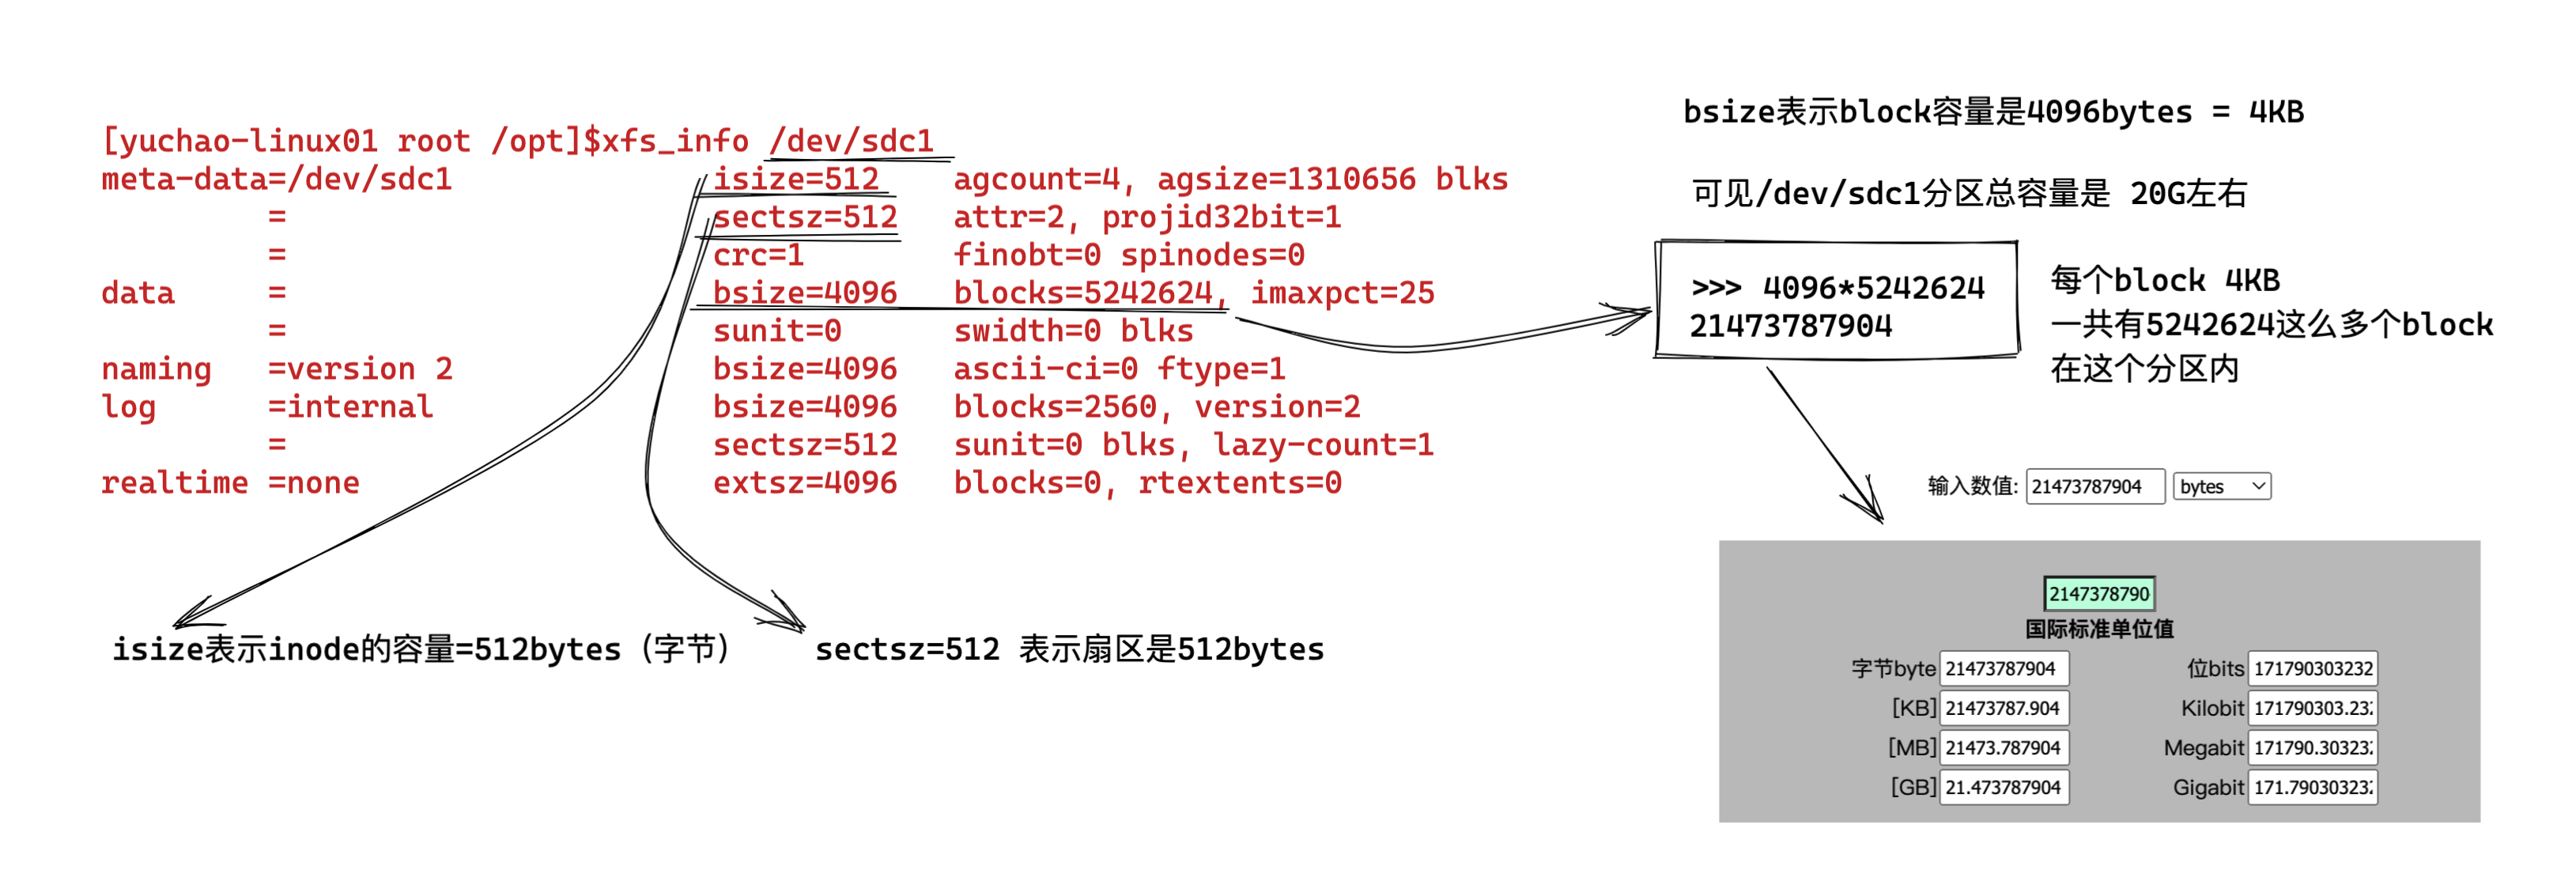 [yuchao-linux01 root /opt]$xfs_info /dev/sdc1
meta-data=/dev/sdc1 isize=512 agcount=4, agsize=1310656 blks
= sectsz=512 attr=2, projid32bit=1
= crc=1 finobt=0 spinodes=0
data = bsize=4096 blocks=5242624, imaxpct=25
= sunit=0 swidth=0 blks
naming =version 2 bsize=4096 ascii-ci=0 ftype=1
log =internal bsize=4096 blocks=2560, version=2
= sectsz=512 sunit=0 blks, lazy-count=1
realtime =none extsz=4096 blocks=0, rtextents=0
isize表示inode的容量=512bytes（字节）
sectsz=512 表示扇区是512bytes
bsize表示block容量是4096bytes = 4KB
可见/dev/sdc1分区总容量是 20G左右
>>> 4096*5242624
21473787904
每个block 4KB
一共有5242624这么多个block
在这个分区内
输入数值: 21473787904 bytes
2147378790
国际标准单位值
字节byte 21473787904 位bits 171790303232
[KB] 21473787.904 Kilobit 171790303.232
[MB] 21473.787904 Megabit 171790.303232
[GB] 21.473787904 Gigabit 171.790303232